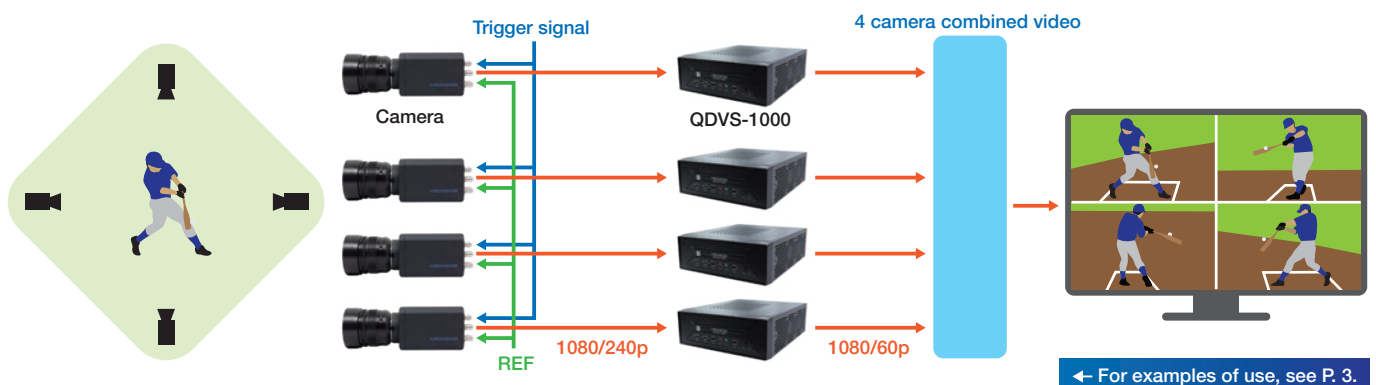 Trigger signal
4 camera combined video
Camera
QDVS-1000
REF
1080/240p
1080/60p
← For examples of use, see P. 3.